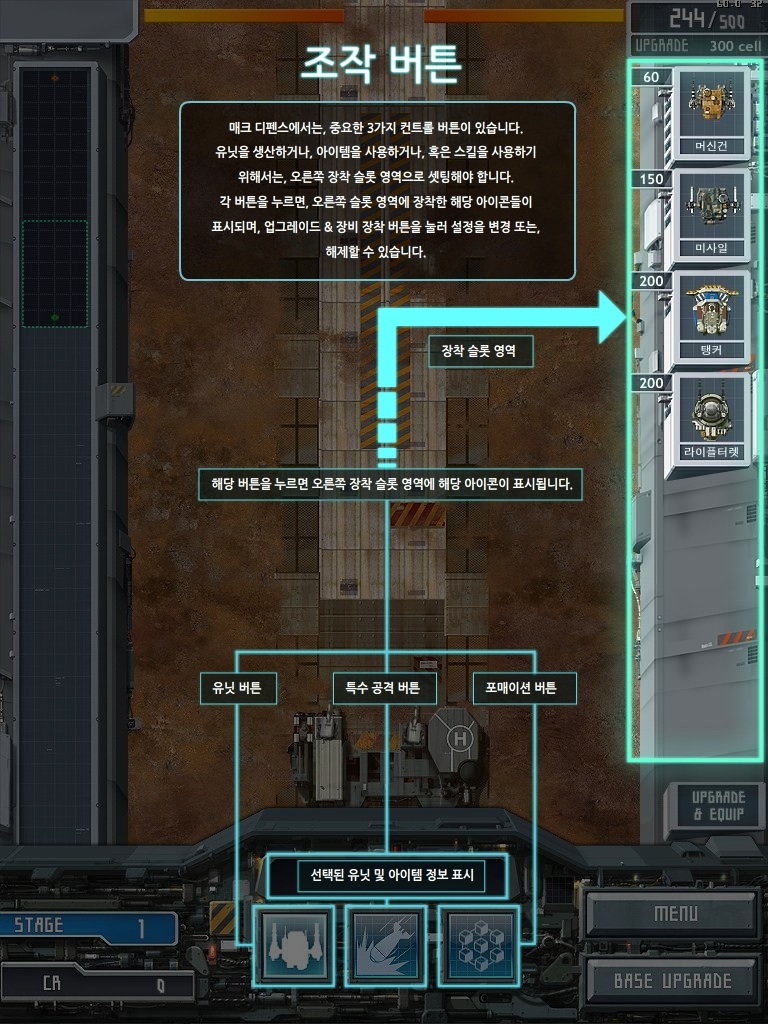 60.0 32
244/500
UPGRADE 300 cell
조작 버튼
매크 디펜스에서는, 중요한 3가지 컨트롤 버튼이 있습니다.
유닛을 생산하거나, 아이템을 사용하거나, 혹은 스킬을 사용하기
위해서는, 오른쪽 장착 슬롯 영역으로 셋팅해야 합니다.
각 버튼을 누르면, 오른쪽 슬롯 영역에 장착한 해당 아이콘들이
표시되며, 업그레이드 & 장비 장착 버튼을 눌러 설정을 변경 또는,
해제할 수 있습니다.
60
머신건
150
미사일
200
탱커
200
라이플터렛
장착 슬롯 영역
해당 버튼을 누르면 오른쪽 장착 슬롯 영역에 해당 아이콘이 표시됩니다.
유닛 버튼
특수 공격 버튼
포매이션 버튼
H
UPGRADE
& EQUIP
선택된 유닛 및 아이템 정보 표시
STAGE 1
MENU
CR 0
BASE UPGRADE